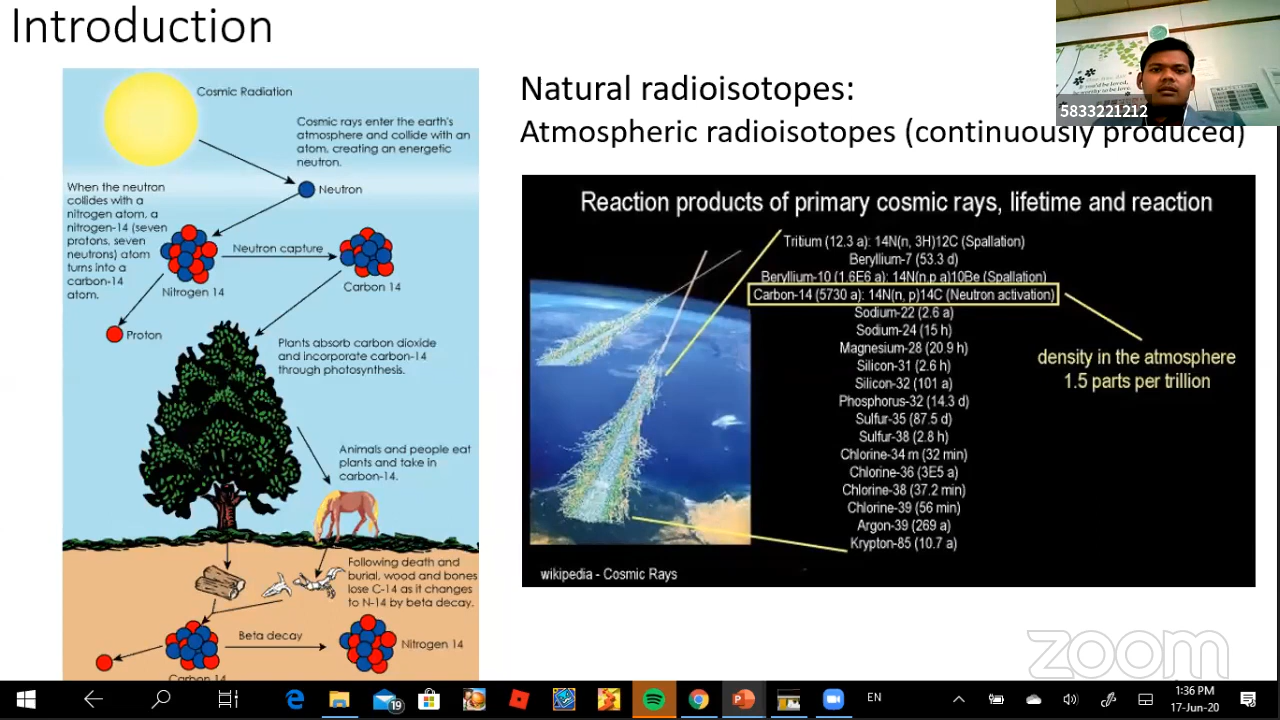 Introduction
Cosmic Radiation
Cosmic rays enter the earth's
atmosphere and collide with an
atom, creating an energetic
neutron.
Neutron
When the neutron
collides with a
nitrogen atom, a
nitrogen-14 (seven
protons, seven
neutrons) atom
turns into a
carbon-14
atom.
Neutron capture
Nitrogen 14
Carbon 14
Proton
Plants absorb carbon dioxide
and incorporate carbon-14
through photosynthesis.
Animals and people eat
plants and take in
carbon-14.
Following death and
burial, wood and bones
lose C-14 as it changes
to N-14 by beta decay.
Beta decay
Nitrogen 14
Carbon 14
Natural radioisotopes:
Atmospheric radioisotopes (continuously produced)
5833221212
Reaction products of primary cosmic rays, lifetime and reaction
Tritium (12.3 a): 14N(n, 3H)12C (Spallation)
Beryllium-7 (53.3 d)
Beryllium-10 (1.6E6 a): 14N(n,p a)10Be (Spallation)
Carbon-14 (5730 a): 14N(n, p)14C (Neutron activation)
Sodium-22 (2.6 a)
Sodium-24 (15 h)
Magnesium-28 (20.9 h)
Silicon-31 (2.6 h)
Silicon-32 (101 a)
Phosphorus-32 (14.3 d)
Sulfur-35 (87.5 d)
Sulfur-38 (2.8 h)
Chlorine-34 m (32 min)
Chlorine-36 (3E5 a)
Chlorine-38 (37.2 min)
Chlorine-39 (56 min)
Argon-39 (269 a)
Krypton-85 (10.7 a)
density in the atmosphere
1.5 parts per trillion
wikipedia - Cosmic Rays
zoom
19
EN
1:36 PM
17-Jun-20